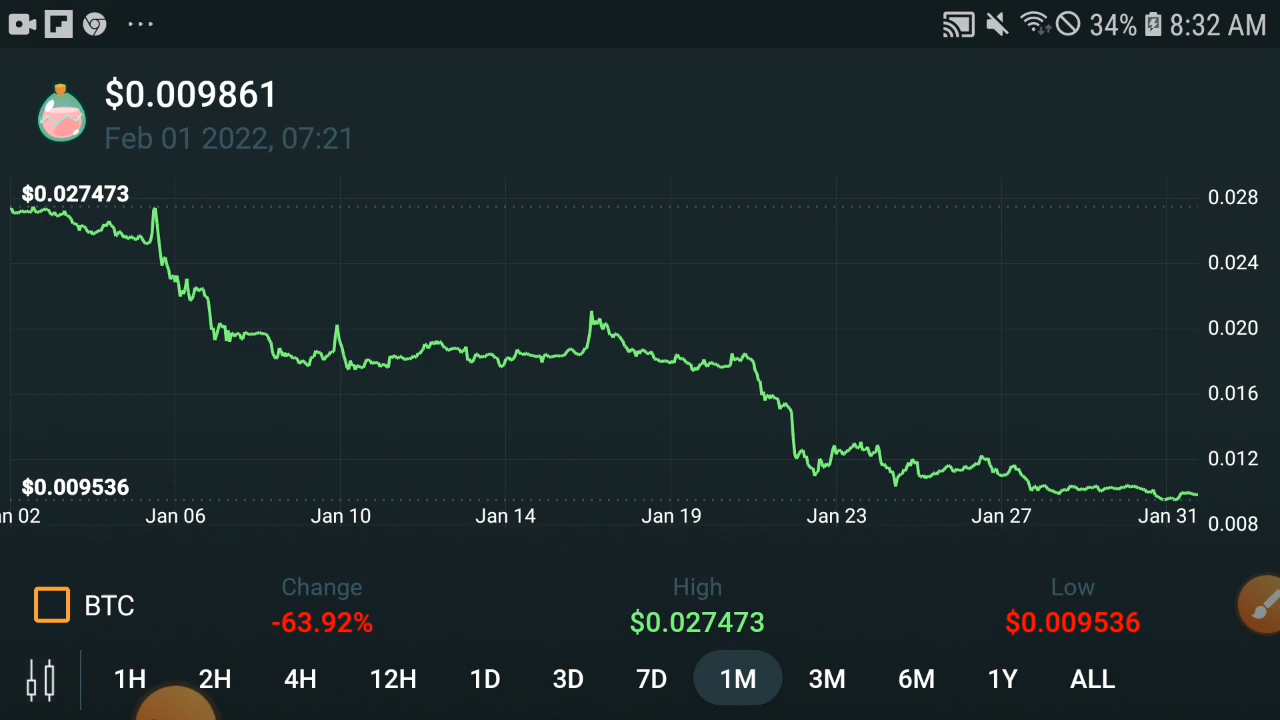 34% 8:32 AM
$0.009861
Feb 01 2022, 07:21
$0.027473
0.028
0.024
0.020
0.016
0.012
$0.009536
n 02 Jan 06 Jan 10 Jan 14 Jan 19 Jan 23 Jan 27 Jan 31 0.008
BTC
Change High Low
-63.92% $0.027473 $0.009536
1H 2H 4H 12H 1D 3D 7D 1M 3M 6M 1Y ALL